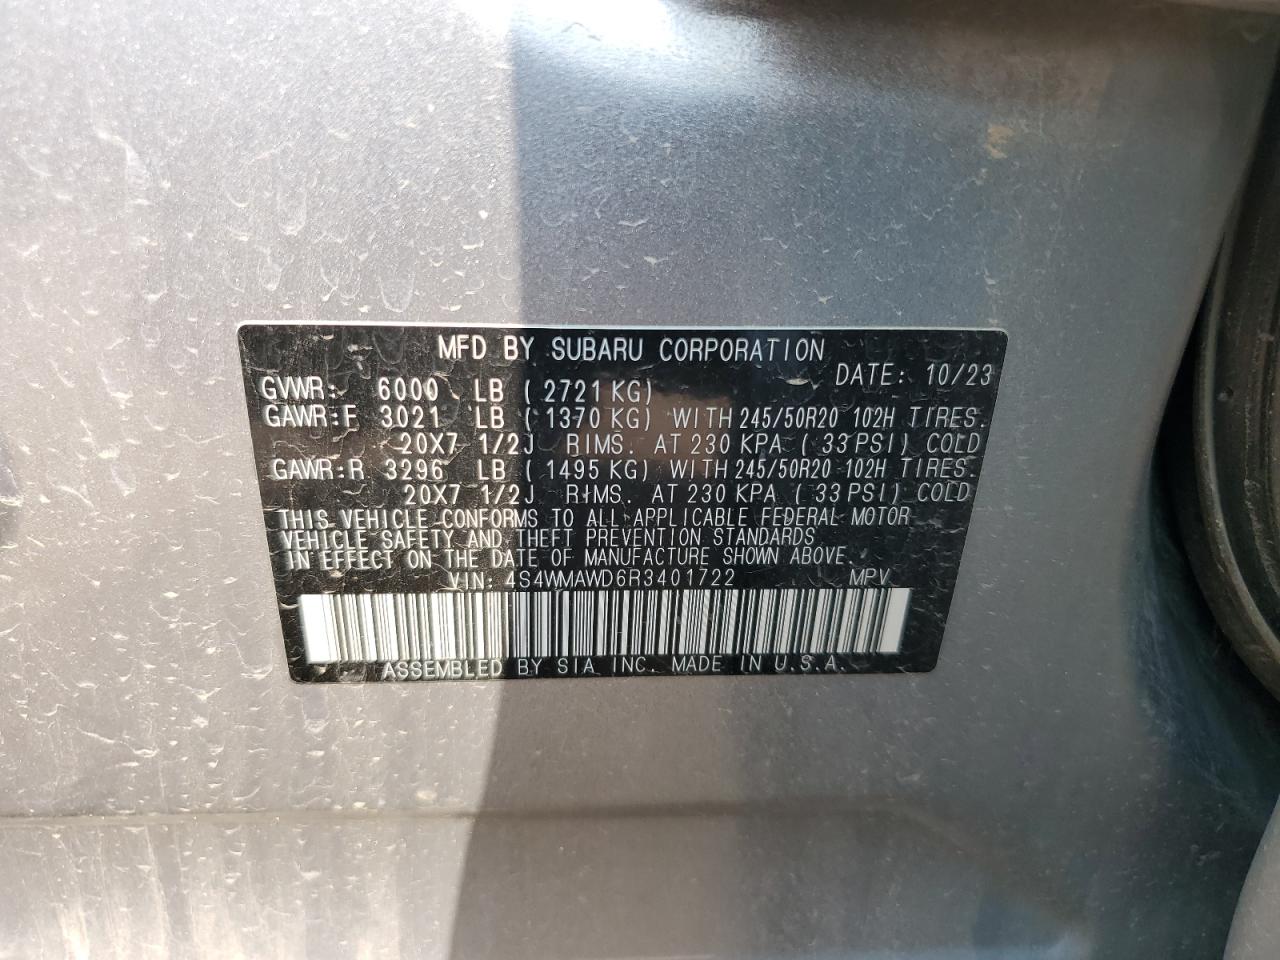 MFD BY SUBARU CORPORATION
DATE: 10/23
GVWR: 6000 LB ( 2721 KG)
GAWR:F 3021 LB ( 1370 KG) WITH 245/50R20 102H TIRES.
20X7 1/2J RIMS. AT 230 KPA ( 33 PSI) COLD
GAWR:R 3296 LB ( 1495 KG) WITH 245/50R20 102H TIRES.
20X7 1/2J RIMS. AT 230 KPA ( 33 PSI) COLD
THIS VEHICLE CONFORMS TO ALL APPLICABLE FEDERAL MOTOR
VEHICLE SAFETY AND THEFT PREVENTION STANDARDS
IN EFFECT ON THE DATE OF MANUFACTURE SHOWN ABOVE.
VIN: 4S4WMAWD6R3401722 MPV
ASSEMBLED BY SIA INC. MADE IN U.S.A.